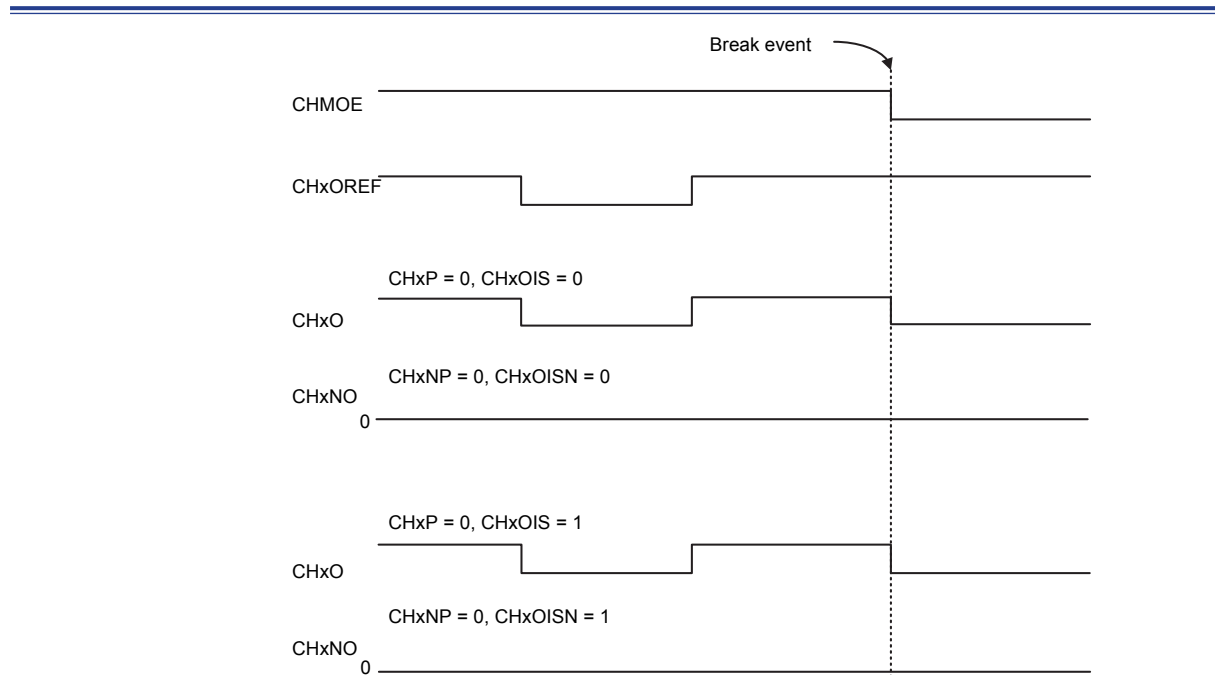 Break event
CHMOE
CHxOREF
CHxP = 0, CHxOIS = 0
CHxO
CHxNP = 0, CHxOISN = 0
CHxNO
0
CHxP = 0, CHxOIS = 1
CHxO
CHxNP = 0, CHxOISN = 1
CHxNO
0